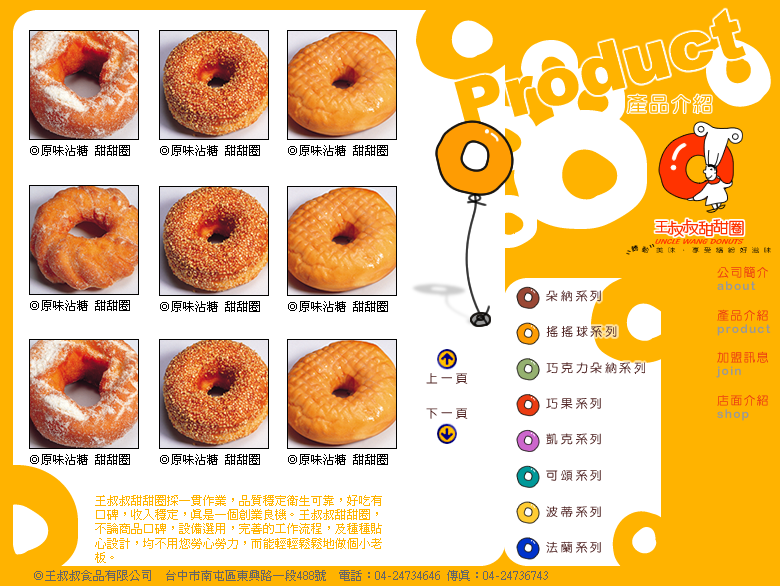 Product
產品介紹
◎原味沾糖 甜甜圈
◎原味沾糖 甜甜圈
◎原味沾糖 甜甜圈
◎原味沾糖 甜甜圈
◎原味沾糖 甜甜圈
◎原味沾糖 甜甜圈
◎原味沾糖 甜甜圈
◎原味沾糖 甜甜圈
◎原味沾糖 甜甜圈
王叔叔甜甜圈
UNCLE WANG DONUTS
美味．享受繽紛好滋味
公司簡介
about
產品介紹
product
加盟訊息
join
店面介紹
shop
朵納系列
搖搖球系列
巧克力朵納系列
巧果系列
凱克系列
可頌系列
波蒂系列
法蘭系列
上一頁
下一頁
王叔叔甜甜圈採一貫作業，品質穩定衛生可靠，好吃有
口碑，收入穩定，真是一個創業良機。王叔叔甜甜圈，
不論商品口碑，設備選用，完善的工作流程，及種種貼
心設計，均不用您勞心勞力，而能輕輕鬆鬆地做個小老
板。
◎王叔叔食品有限公司　台中市南屯區東興路一段488號　電話：04-24734646 傳真：04-24736743